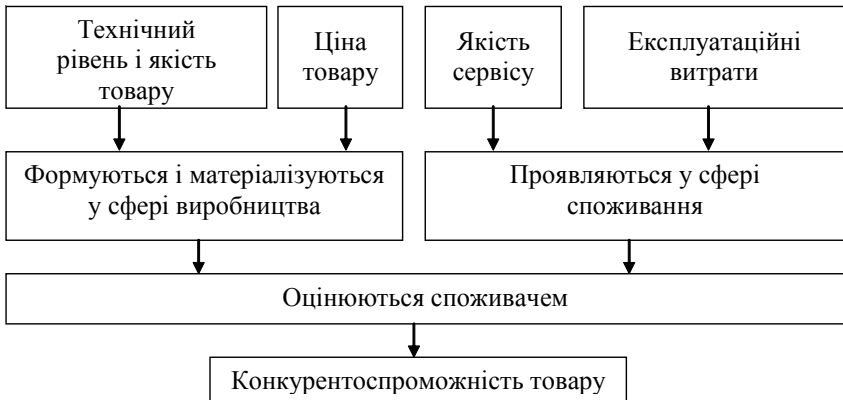 Технічний
рівень і якість
товару
Ціна
товару
Якість
сервісу
Експлуатаційні
витрати
Формуються і матеріалізуються
у сфері виробництва
Проявляються у сфері
споживання
Оцінюються споживачем
Конкурентоспроможність товару